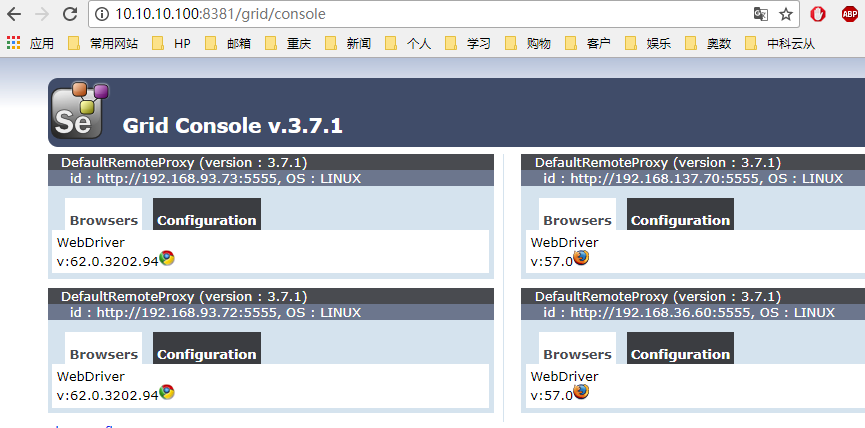 10.10.10.100:8381/grid/console
ABP
应用 常用网站 HP 邮箱 重庆 新闻 个人 学习 购物 客户 娱乐 奥数 中科云从
Se
Grid Console v.3.7.1
DefaultRemoteProxy (version : 3.7.1)
id : http://192.168.93.73:5555, OS : LINUX
Browsers Configuration
WebDriver
v:62.0.3202.94
DefaultRemoteProxy (version : 3.7.1)
id : http://192.168.137.70:5555, OS : LINUX
Browsers Configuration
WebDriver
v:57.0
DefaultRemoteProxy (version : 3.7.1)
id : http://192.168.93.72:5555, OS : LINUX
Browsers Configuration
WebDriver
v:62.0.3202.94
DefaultRemoteProxy (version : 3.7.1)
id : http://192.168.36.60:5555, OS : LINUX
Browsers Configuration
WebDriver
v:57.0